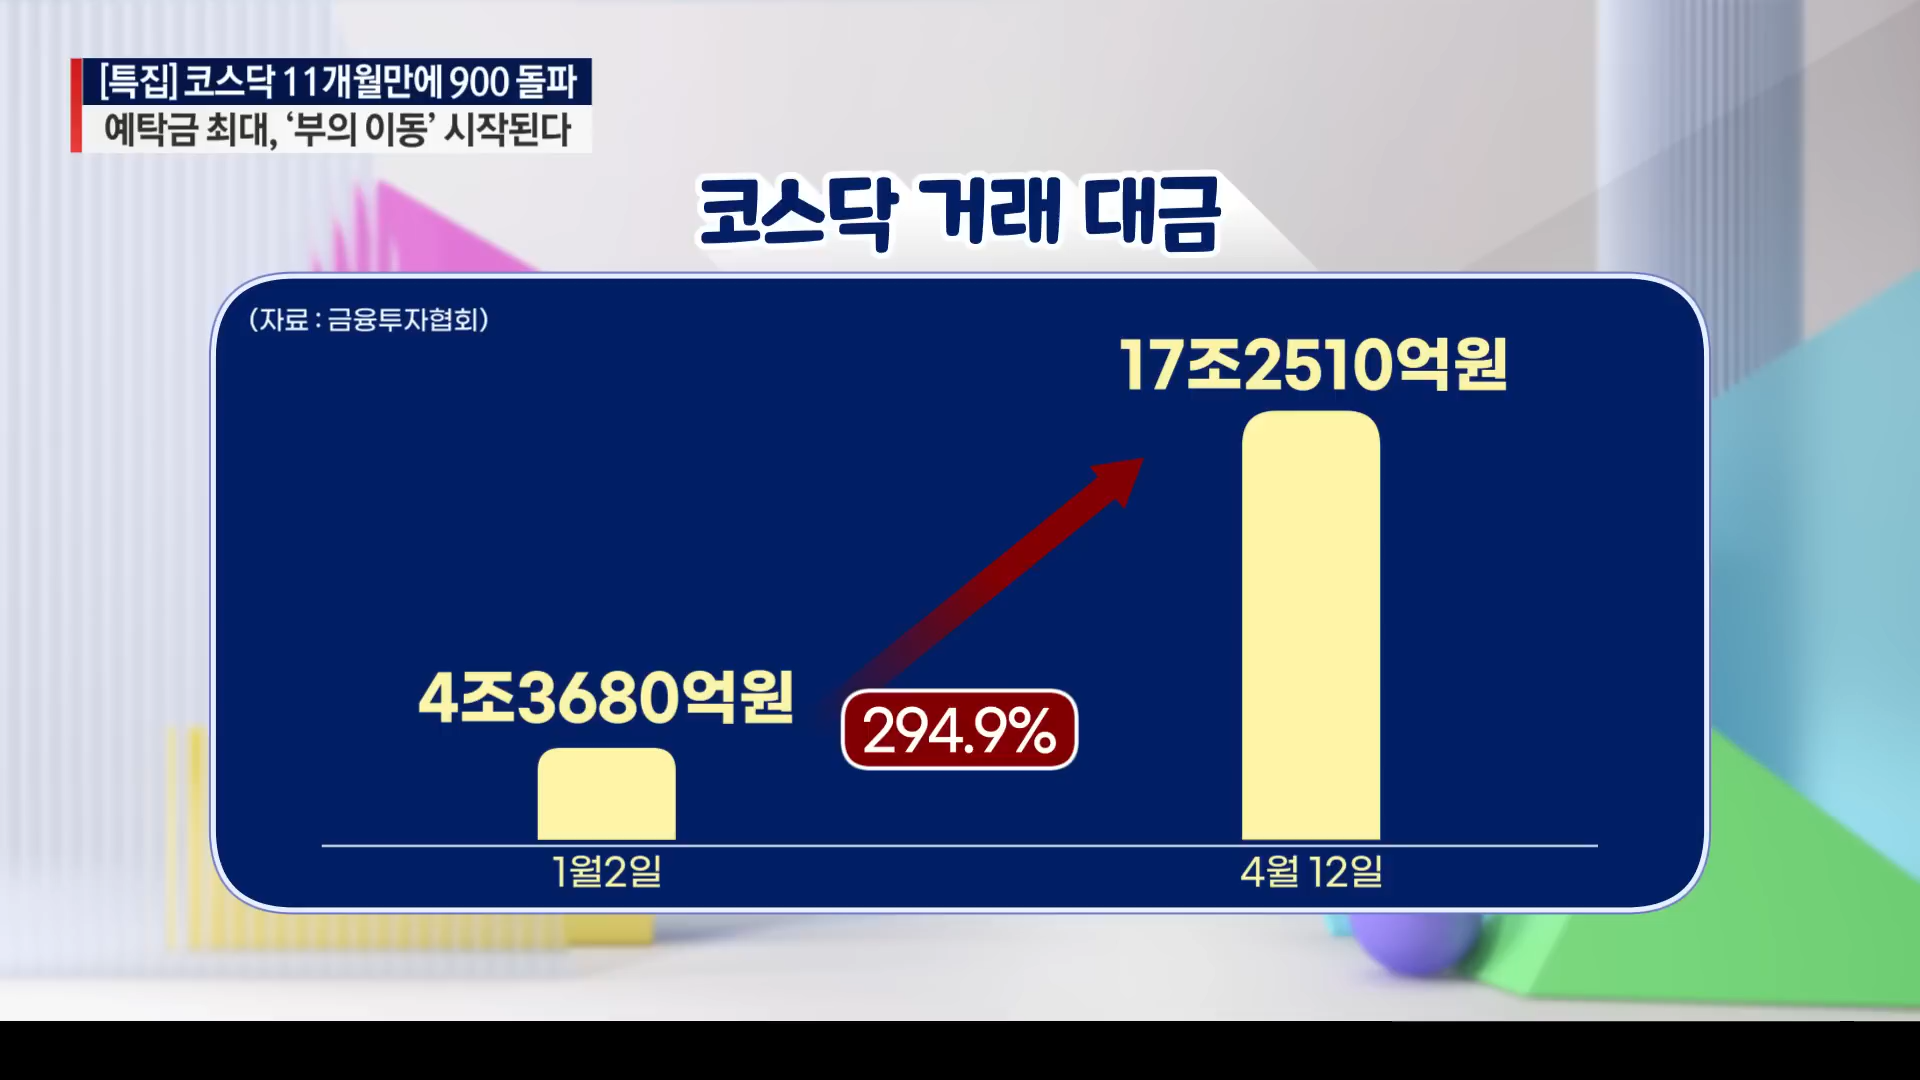 [특집] 코스닥 11개월만에 900 돌파
예탁금 최대, ‘부의 이동’ 시작된다
코스닥 거래 대금
(자료 : 금융투자협회)
17조2510억원
4조3680억원
294.9%
1월2일
4월 12일